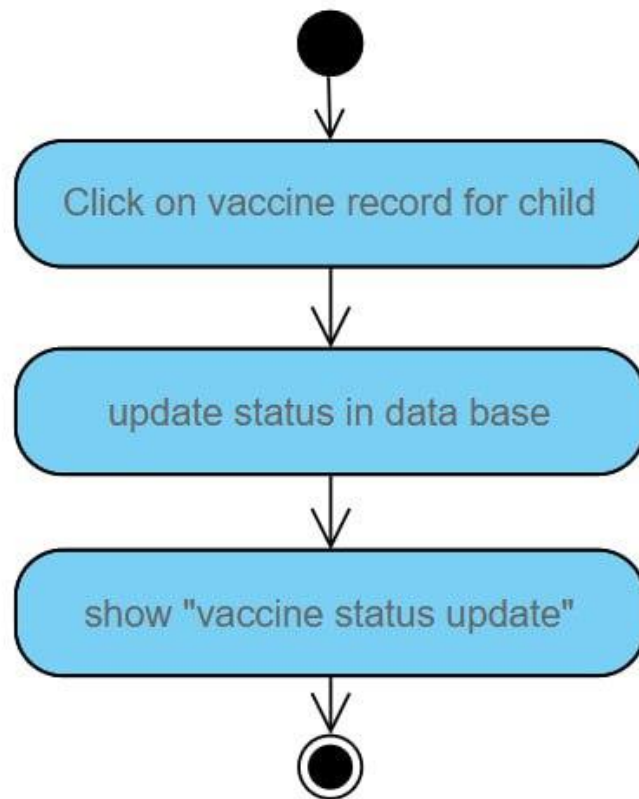 Click on vaccine record for child
update status in data base
show "vaccine status update"